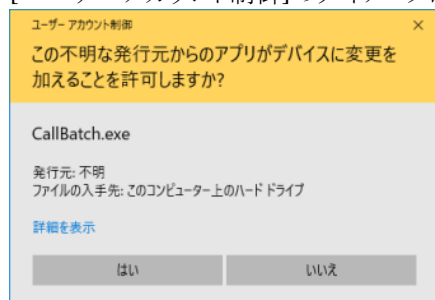 ユーザー アカウント制御
×
この不明な発行元からのアプリがデバイスに変更を
加えることを許可しますか?
CallBatch.exe
発行元: 不明
ファイルの入手先: このコンピューター上のハード ドライブ
詳細を表示
はい
いいえ